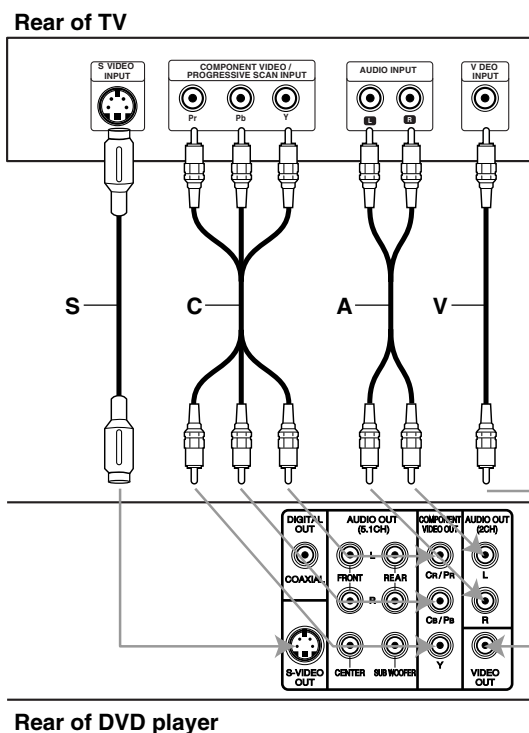 Rear of TV
S VIDEO
INPUT
COMPONENT VIDEO /
PROGRESSIVE SCAN INPUT
AUDIO INPUT
V DEO
INPUT
Pr Pb Y
L R
S C A V
DIGITAL
OUT
AUDIO OUT
(5.1CH)
COMPONENT
VIDEO OUT
AUDIO OUT
(2CH)
L
COAXIAL
FRONT
REAR
CR / PR
L
R
CB / PB
R
S-VIDEO
OUT
CENTER
SUB WOOFER
Y
VIDEO
OUT
Rear of DVD player